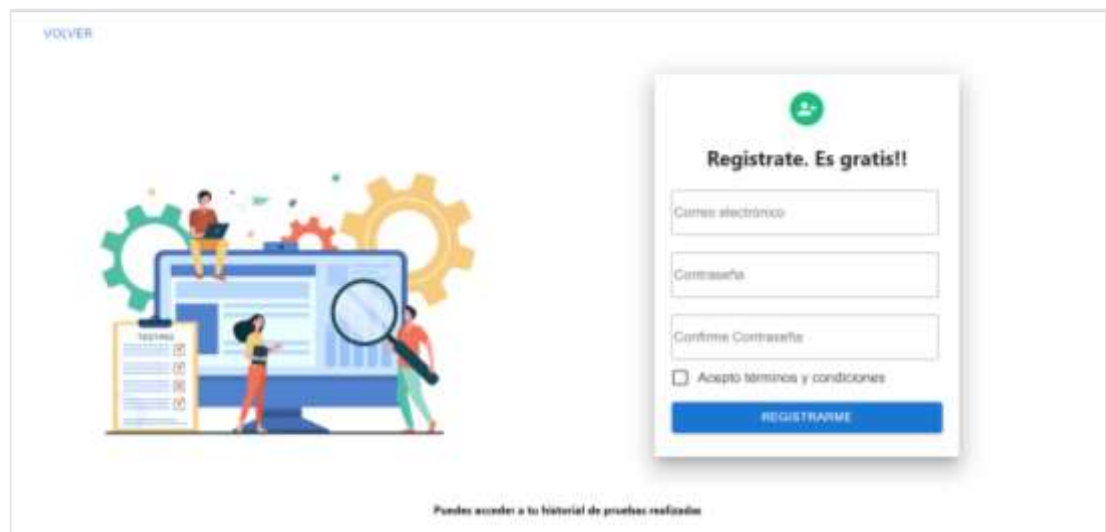 VOLVER
Registrate. Es gratis!!
Correo electrónico
Contraseña
Confirme Contraseña
Acepto términos y condiciones
REGISTRARME
TESTING
Puedes acceder a tu historial de pruebas realizadas